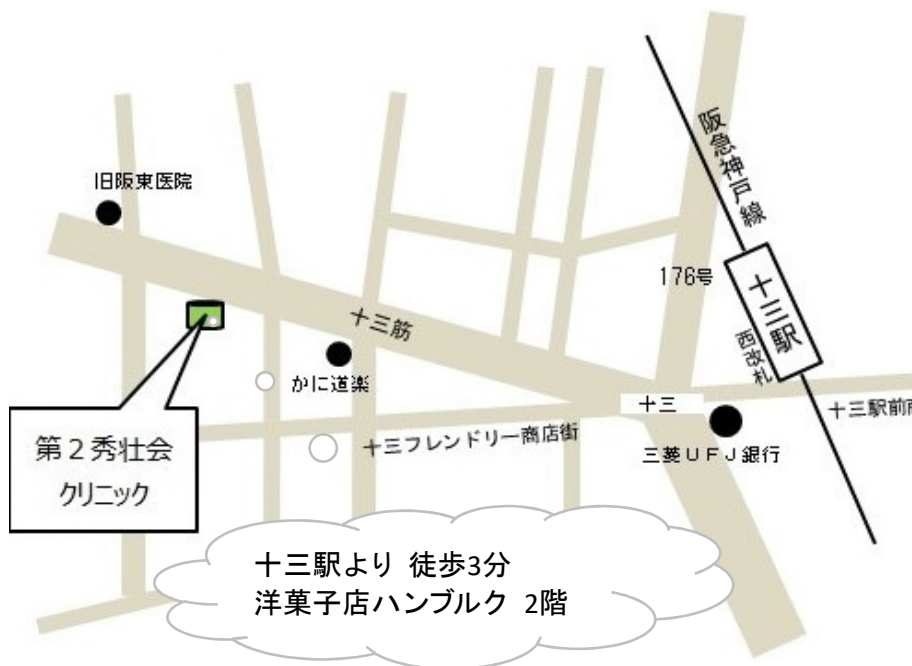 旧阪東医院
阪急神戸線
176号
十三駅
西改札
十三筋
かに道楽
十三
十三駅前商
三菱UFJ銀行
十三フレンドリー商店街
第2秀壮会
クリニック
十三駅より 徒歩3分
洋菓子店ハンブルク 2階